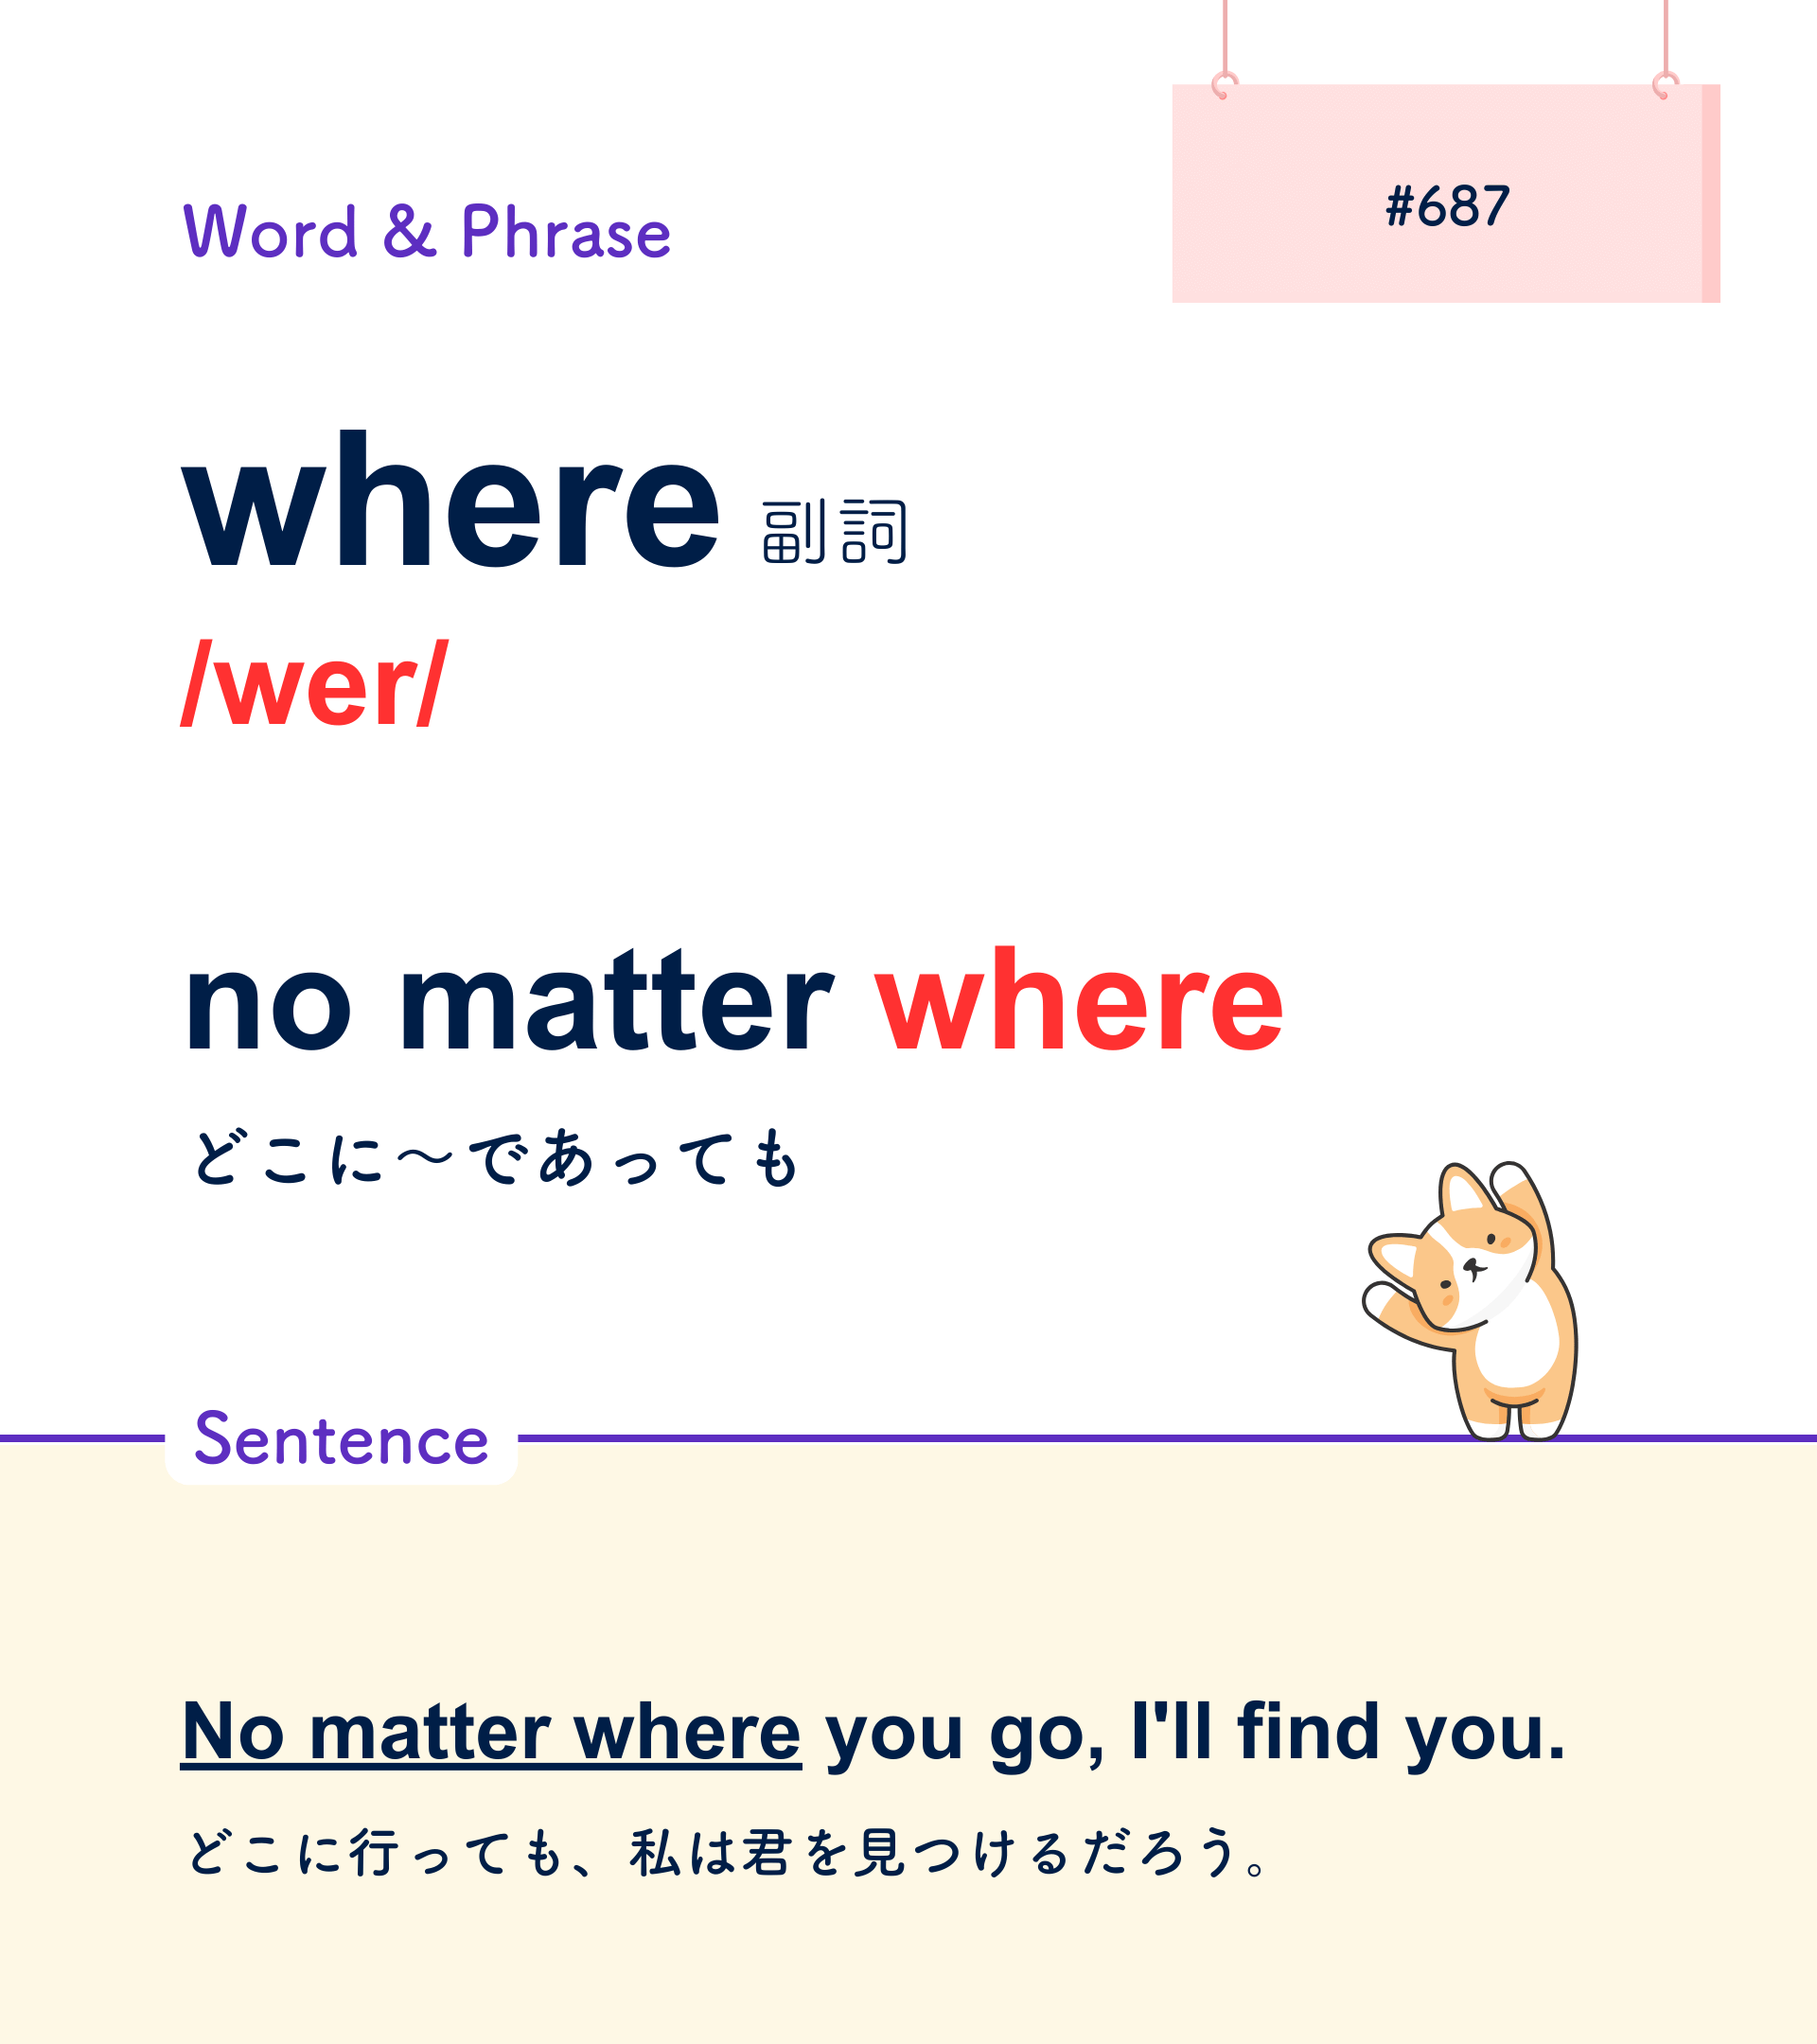 #687
Word & Phrase
where 副詞
/wer/
no matter where
どこに〜であっても
Sentence
No matter where you go, I'll find you.
どこに行っても、私は君を見つけるだろう。